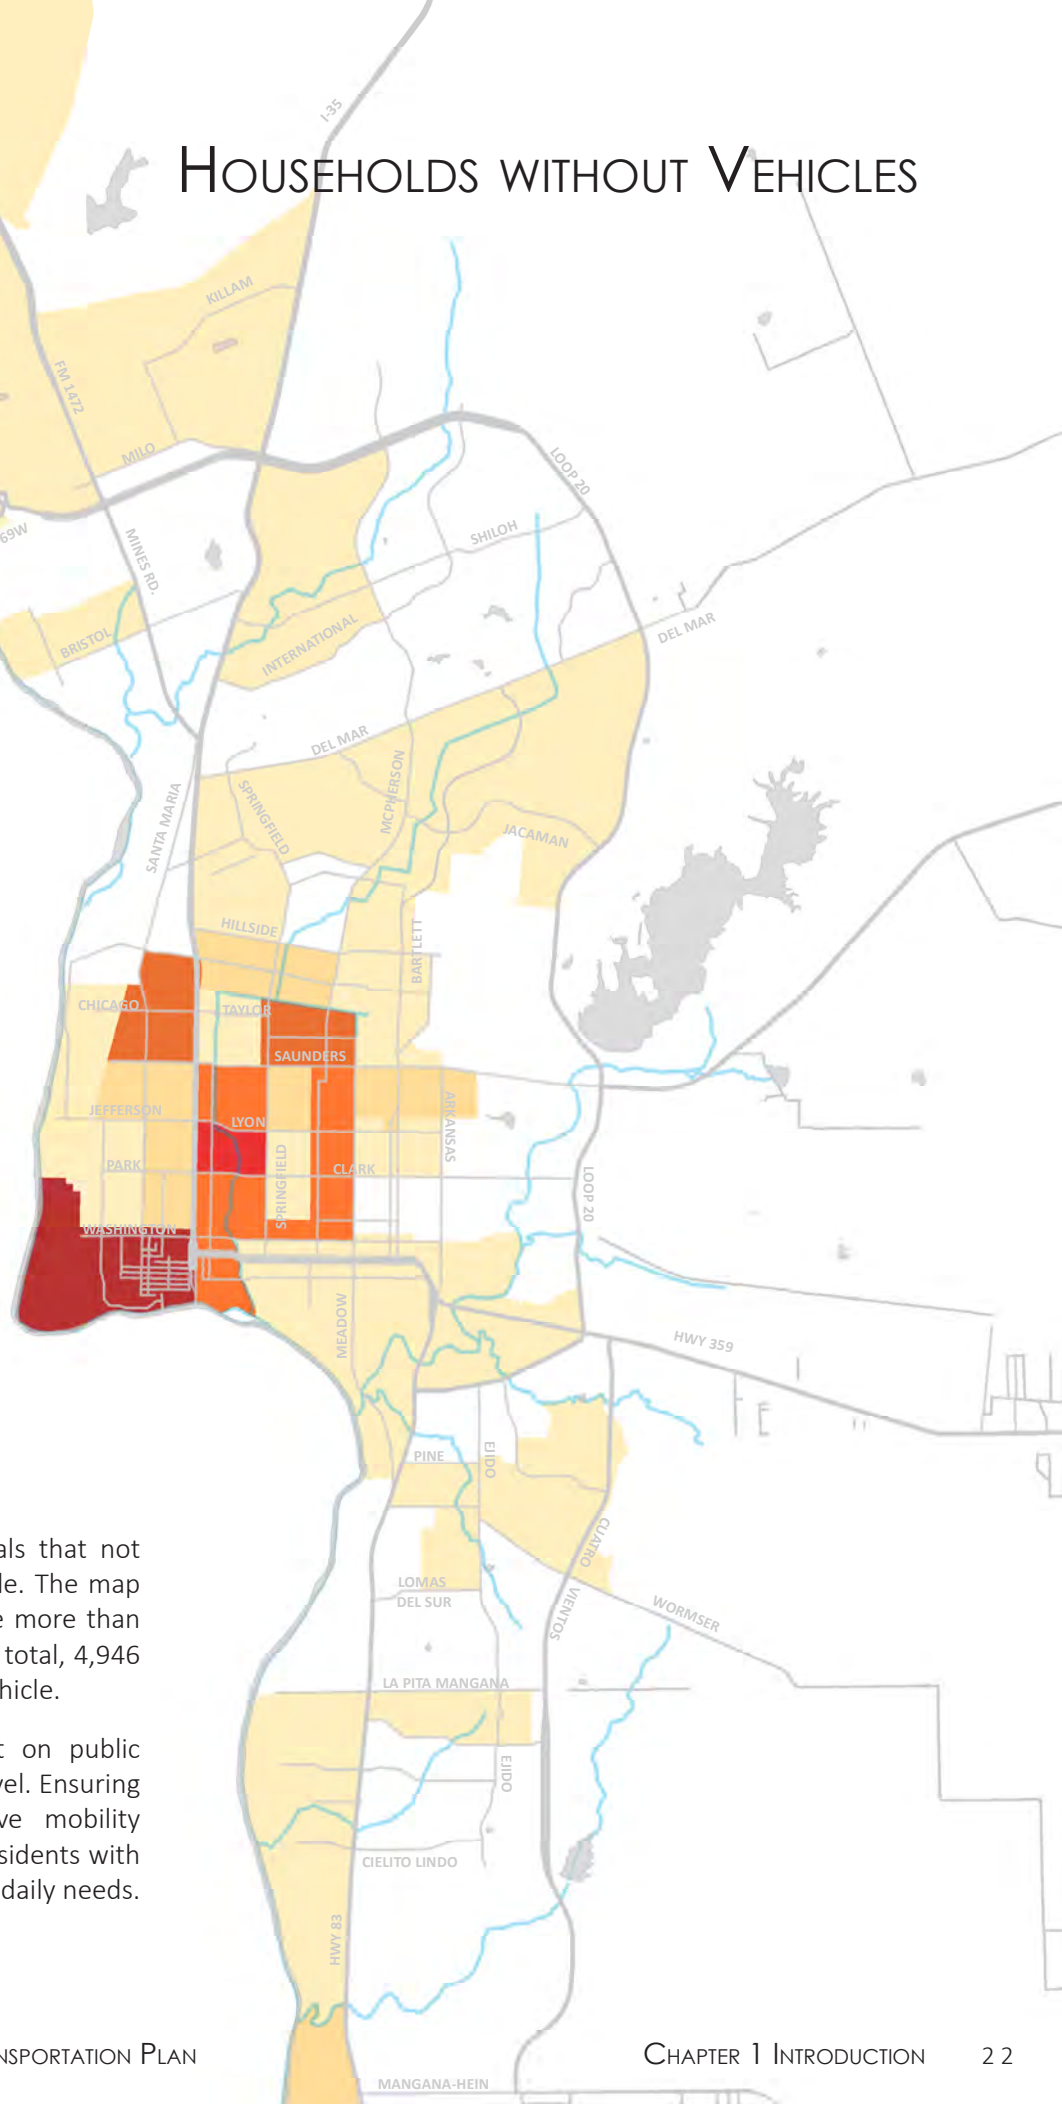 I-35
Households without Vehicles
KILLAM
FM 1472
MILO
LOOP 20
69W
MINES RD.
SHILOH
BRISTOL
INTERNATIONAL
DEL MAR
DEL MAR
SANTA MARIA
SPRINGFIELD
MCPHERSON
JACAMAN
HILLSIDE
BARTLETT
CHICAGO
TAYLOR
SAUNDERS
JEFFERSON
LYON
ARKANSAS
PARK
SPRINGFIELD
CLARK
LOOP 20
WASHINGTON
MEADOW
HWY 359
PINE
EJIDO
CUATRO
VIENTOS
LOMAS
DEL SUR
WORMSER
LA PITA MANGANA
EJIDO
CIELITO LINDO
HWY 83
MANGANA-HEIN
als that not
le. The map
e more than
total, 4,946
hicle.
t on public
vel. Ensuring
ve mobility
sidents with
daily needs.
nsportation Plan
Chapter 1 Introduction 22